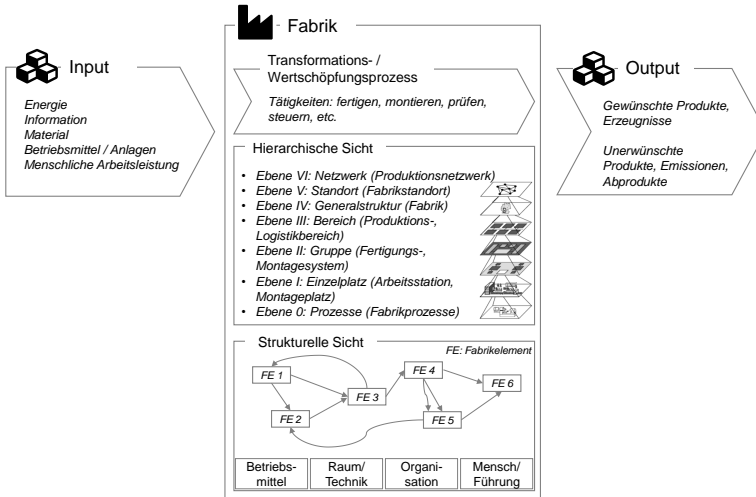 Input
Energie
Information
Material
Betriebsmittel / Anlagen
Menschliche Arbeitsleistung
Fabrik
Transformations- /
Wertschöpfungsprozess
Tätigkeiten: fertigen, montieren, prüfen,
steuern, etc.
Hierarchische Sicht
• Ebene VI: Netzwerk (Produktionsnetzwerk)
• Ebene V: Standort (Fabrikstandort)
• Ebene IV: Generalstruktur (Fabrik)
• Ebene III: Bereich (Produktions-,
Logistikbereich)
• Ebene II: Gruppe (Fertigungs-,
Montagesystem)
• Ebene I: Einzelplatz (Arbeitsstation,
Montageplatz)
• Ebene 0: Prozesse (Fabrikprozesse)
Strukturelle Sicht
FE: Fabrikelement
FE 1
FE 2
FE 3
FE 4
FE 5
FE 6
Betriebs-
mittel
Raum/
Technik
Organi-
sation
Mensch/
Führung
Output
Gewünschte Produkte,
Erzeugnisse
Unerwünschte
Produkte, Emissionen,
Abprodukte